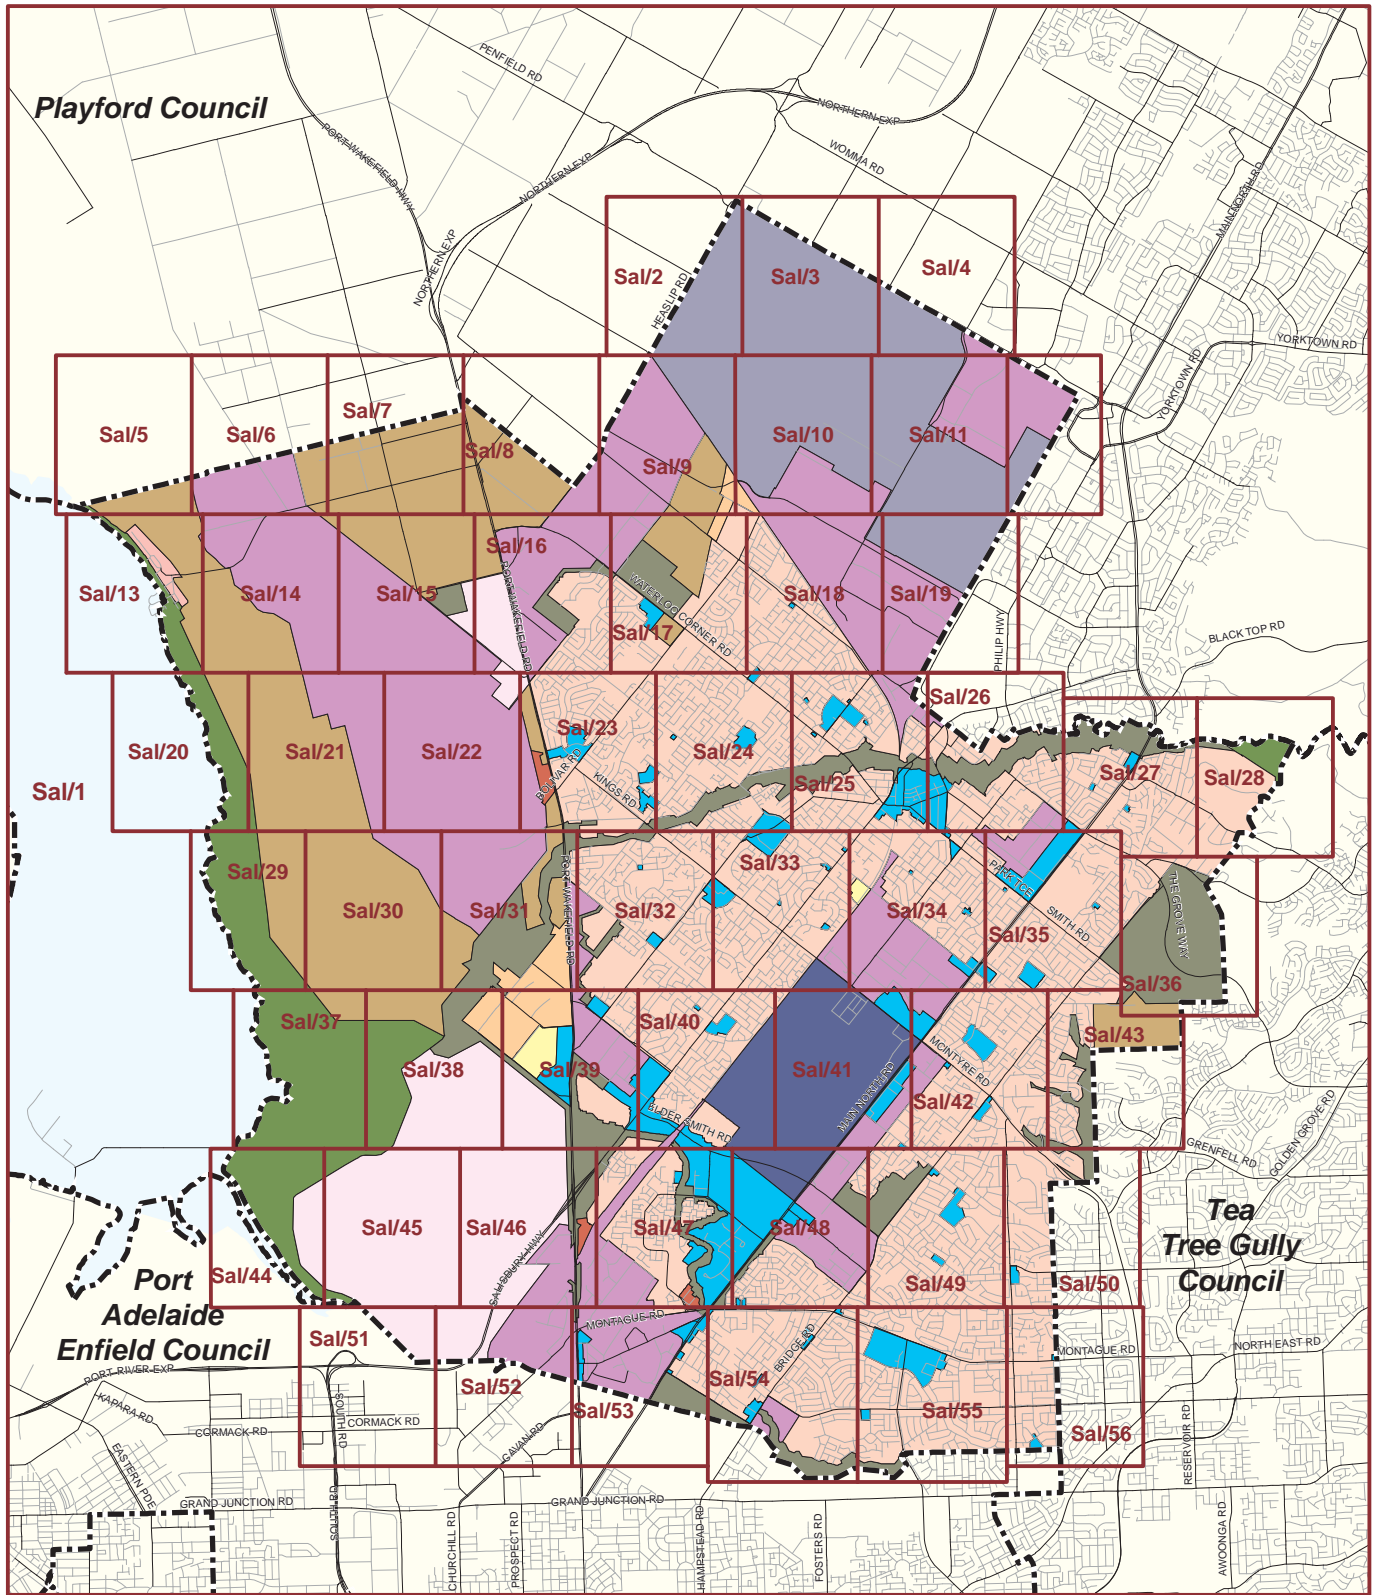 PENFIELD RD
Playford Council
NORTHERN EXP
PORT WAKEFIELD HWY
WOMMA RD
NORTHERN EXP
MAIN NORTH RD
NORTHERN EXP
Sal/2
Sal/3
Sal/4
HEASLIP RD
YORKTOWN RD
YORKTOWN RD
Sal/5
Sal/6
Sal/7
Sal/8
Sal/9
Sal/10
Sal/11
Sal/13
Sal/14
Sal/15
Sal/16
Sal/17
Sal/18
Sal/19
PORT WAKEFIELD RD
WATERLOO CORNER RD
PHILIP HWY
BLACK TOP RD
Sal/1
Sal/20
Sal/21
Sal/22
Sal/23
Sal/24
Sal/25
Sal/26
Sal/27
Sal/28
BOLIVAR RD
KINGS RD
Sal/29
Sal/30
Sal/31
PORT WAKEFIELD RD
Sal/32
Sal/33
Sal/34
Sal/35
PARK TCE
SMITH RD
THE GROVE WAY
Sal/36
Sal/37
Sal/38
Sal/39
Sal/40
Sal/41
Sal/42
Sal/43
MCINTYRE RD
MAIN NORTH RD
ELDER SMITH RD
GRENFELL RD
GOLDEN GROVE RD
Sal/44
Sal/45
Sal/46
Sal/47
Sal/48
Sal/49
Sal/50
SALISBURY HWY
Tea
Tree Gully
Council
Port
Adelaide
Enfield Council
Sal/51
Sal/52
Sal/53
Sal/54
Sal/55
Sal/56
MONTAGUE RD
BRIDGE RD
MONTAGUE RD
NORTH EAST RD
PORT RIVER EXP
KAPARA RD
CORMACK RD
CORMACK RD
SOUTH RD
GAVAN RD
EASTERN PDE
RESERVOIR RD
GRAND JUNCTION RD
GRAND JUNCTION RD
SOUTH RD
CHURCHILL RD
PROSPECT RD
HAMPSTEAD RD
FOSTERS RD
AWOONGA RD